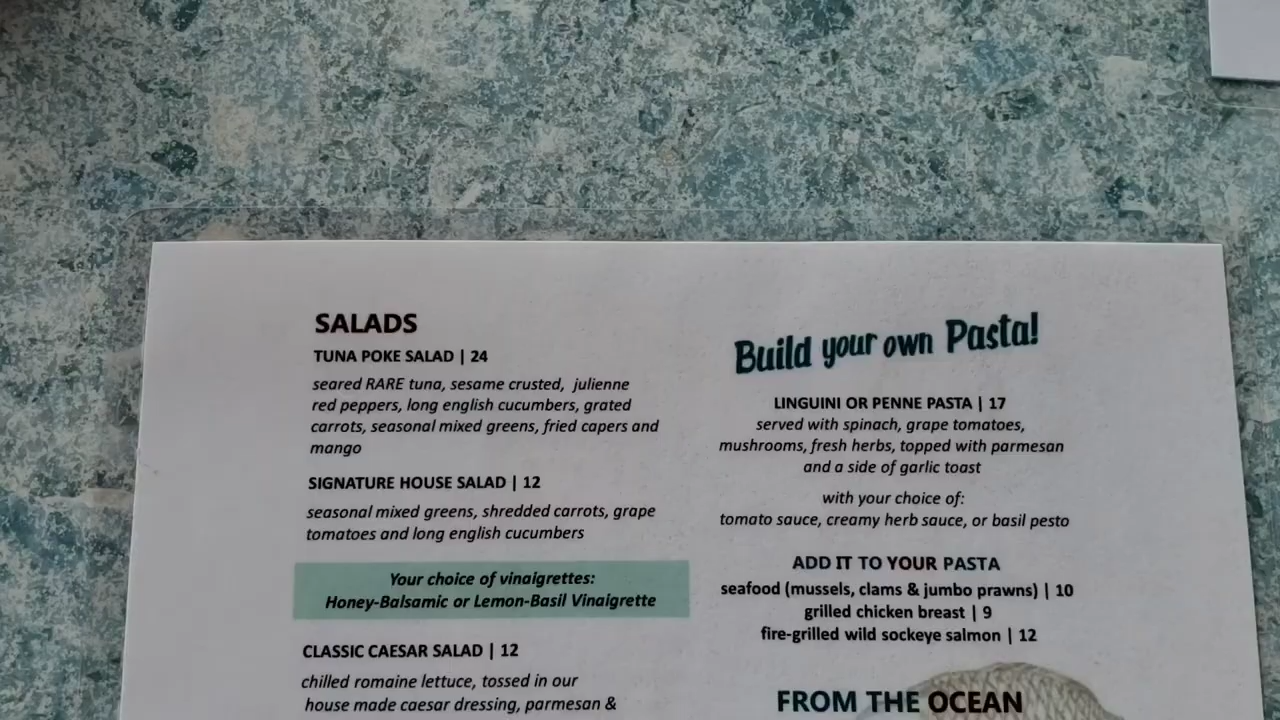 SALADS
TUNA POKE SALAD | 24
seared RARE tuna, sesame crusted, julienne
red peppers, long english cucumbers, grated
carrots, seasonal mixed greens, fried capers and
mango
SIGNATURE HOUSE SALAD | 12
seasonal mixed greens, shredded carrots, grape
tomatoes and long english cucumbers
Your choice of vinaigrettes:
Honey-Balsamic or Lemon-Basil Vinaigrette
CLASSIC CAESAR SALAD | 12
chilled romaine lettuce, tossed in our
house made caesar dressing, parmesan &
Build your own Pasta!
LINGUINI OR PENNE PASTA | 17
served with spinach, grape tomatoes,
mushrooms, fresh herbs, topped with parmesan
and a side of garlic toast
with your choice of:
tomato sauce, creamy herb sauce, or basil pesto
ADD IT TO YOUR PASTA
seafood (mussels, clams & jumbo prawns) | 10
grilled chicken breast | 9
fire-grilled wild sockeye salmon | 12
FROM THE OCEAN